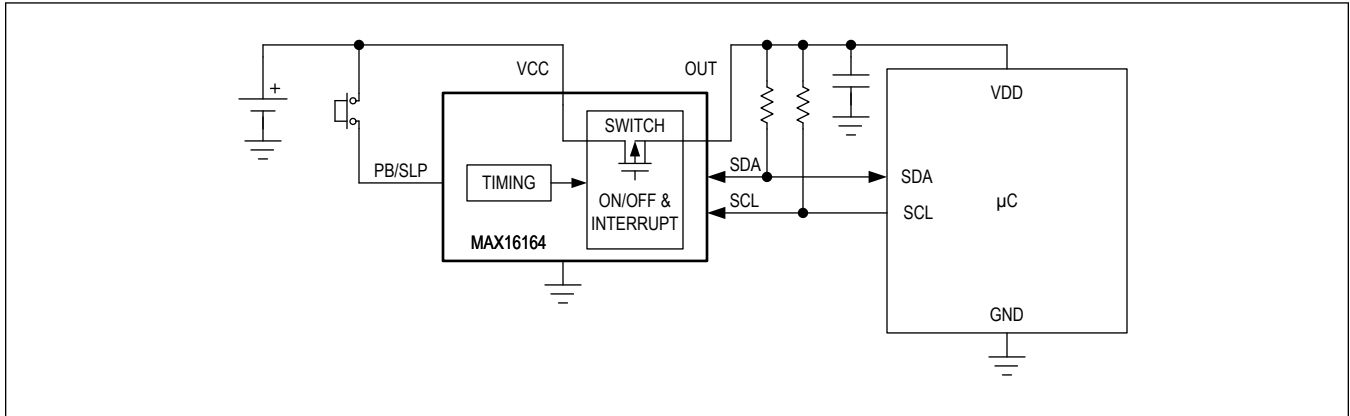 VCC
OUT
+
VDD
SWITCH
PB/SLP
TIMING
SDA
SDA
ON/OFF &
INTERRUPT
SCL
SCL
µC
MAX16164
GND